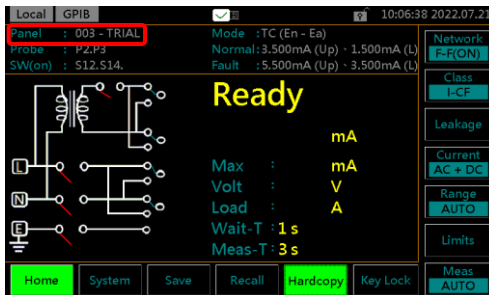 Local GPIB 10:06:38 2022.07.21
Panel : 003 - TRIAL Mode :TC (En - Ea)
Probe : P2.P3 Normal:3.500mA (Up) 、1.500mA (L)
SW(on) : S12.S14. Fault :5.500mA (Up) 、3.500mA (L)
Network
F-F(ON)
Class
I-CF
Leakage
Current
AC + DC
Range
AUTO
Limits
Meas
AUTO
Ready
mA
Max : mA
Volt : V
Load : A
Wait-T :1 s
Meas-T :3 s
L
N
E
Home System Save Recall Hardcopy Key Lock